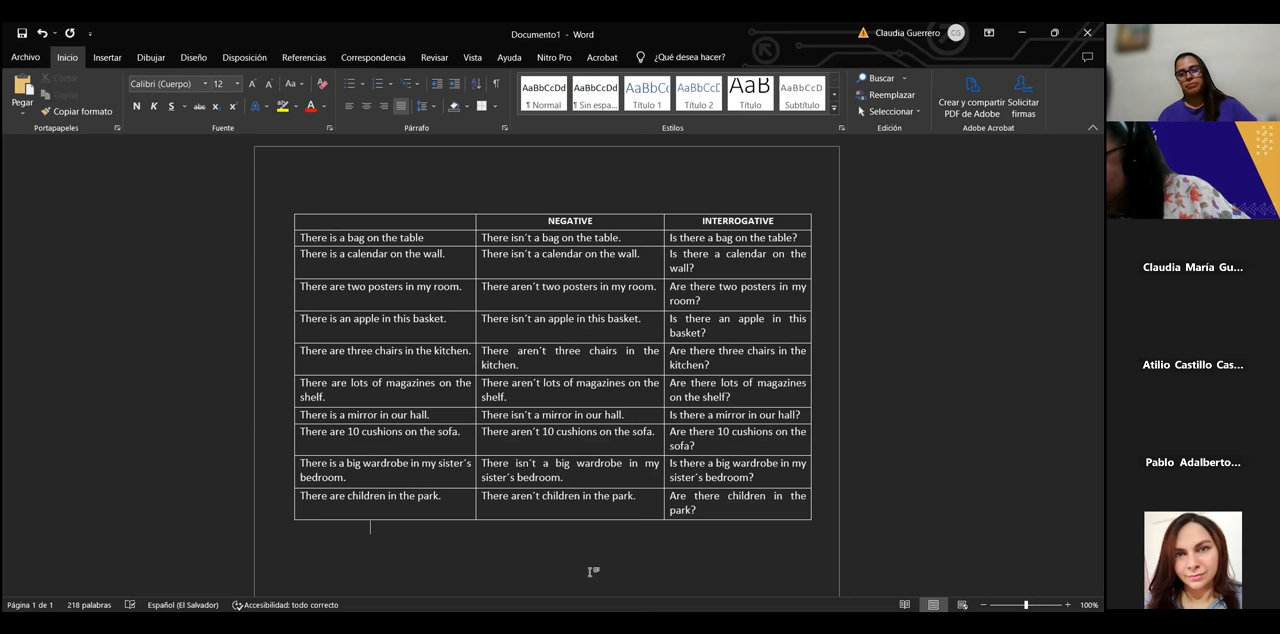 Documento1 - Word
Claudia Guerrero
CG
Archivo Inicio Insertar Dibujar Diseño Disposición Referencias Correspondencia Revisar Vista Ayuda Nitro Pro Acrobat ¿Qué desea hacer?
Pegar
Cortar
Copiar
Copiar formato
Portapapeles
Calibri (Cuerpo) 12
Aa
N K S abc x₂ x²
Fuente
Párrafo
AaBbCcDd AaBbCcDd AaBbCc AaBbCcC AaB AaBbCcD
¶ Normal ¶ Sin espa... Título 1 Título 2 Título Subtítulo
Estilos
Buscar
Reemplazar
Seleccionar
Edición
Crear y compartir PDF de Adobe
Solicitar firmas
Adobe Acrobat
NEGATIVE INTERROGATIVE
There is a bag on the table There isn´t a bag on the table. Is there a bag on the table?
There is a calendar on the wall. There isn´t a calendar on the wall. Is there a calendar on the
wall?
There are two posters in my room. There aren´t two posters in my room. Are there two posters in my
room?
There is an apple in this basket. There isn´t an apple in this basket. Is there an apple in this
basket?
There are three chairs in the kitchen. There aren´t three chairs in the Are there three chairs in the
kitchen. kitchen?
There are lots of magazines on the There aren´t lots of magazines on the Are there lots of magazines
shelf. shelf. on the shelf?
There is a mirror in our hall. There isn´t a mirror in our hall. Is there a mirror in our hall?
There are 10 cushions on the sofa. There aren´t 10 cushions on the sofa. Are there 10 cushions on the
sofa?
There is a big wardrobe in my sister´s There isn´t a big wardrobe in my Is there a big wardrobe in my
bedroom. sister´s bedroom. sister´s bedroom?
There are children in the park. There aren´t children in the park. Are there children in the
park?
Página 1 de 1 218 palabras Español (El Salvador) Accesibilidad: todo correcto 100%
Claudia María Gu...
Atilio Castillo Cas...
Pablo Adalberto...